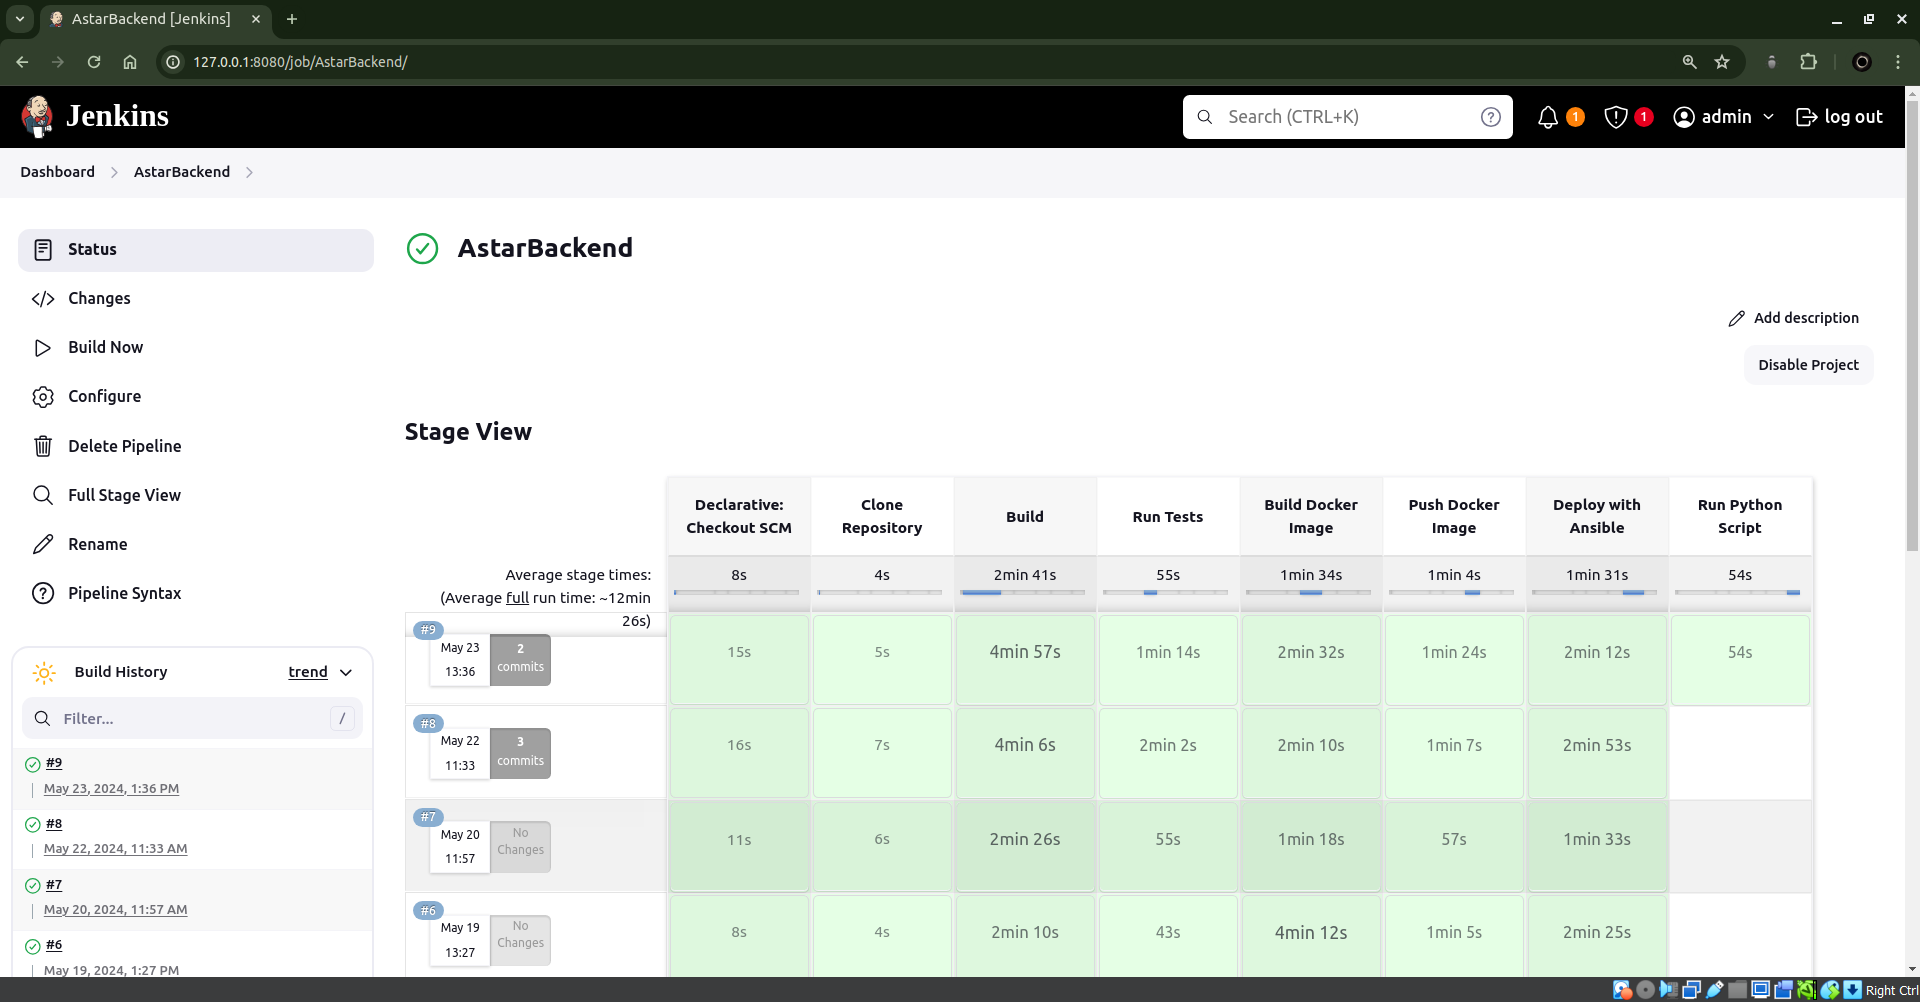 AstarBackend [Jenkins]
127.0.0.1:8080/job/AstarBackend/
Jenkins
Search (CTRL+K)
1
1
admin
log out
Dashboard
AstarBackend
Status
Changes
Build Now
Configure
Delete Pipeline
Full Stage View
Rename
Pipeline Syntax
Build History
trend
Filter...
/
#9
May 23, 2024, 1:36 PM
#8
May 22, 2024, 11:33 AM
#7
May 20, 2024, 11:57 AM
#6
May 19, 2024, 1:27 PM
AstarBackend
Add description
Disable Project
Stage View
Declarative: Checkout SCM
Clone Repository
Build
Run Tests
Build Docker Image
Push Docker Image
Deploy with Ansible
Run Python Script
Average stage times:
(Average full run time: ~12min
26s)
8s
4s
2min 41s
55s
1min 34s
1min 4s
1min 31s
54s
#9
May 23
13:36
2
commits
15s
5s
4min 57s
1min 14s
2min 32s
1min 24s
2min 12s
54s
#8
May 22
11:33
3
commits
16s
7s
4min 6s
2min 2s
2min 10s
1min 7s
2min 53s
#7
May 20
11:57
No
Changes
11s
6s
2min 26s
55s
1min 18s
57s
1min 33s
#6
May 19
13:27
No
Changes
8s
4s
2min 10s
43s
4min 12s
1min 5s
2min 25s
Right Ctrl